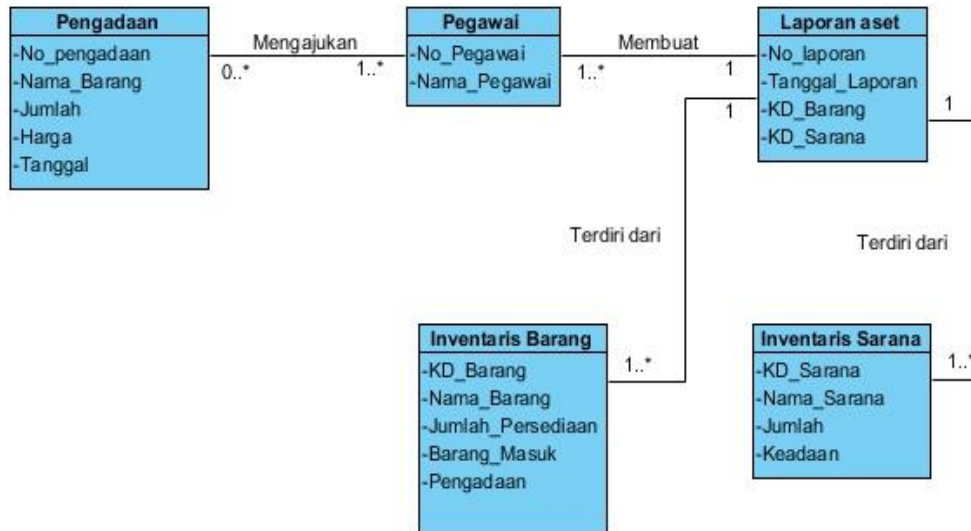 Pengadaan
-No_pengadaan
-Nama_Barang
-Jumlah
-Harga
-Tanggal
Mengajukan
0..*
1..*
Pegawai
-No_Pegawai
-Nama_Pegawai
Membuat
1..*
1
Laporan aset
-No_laporan
-Tanggal_Laporan
-KD_Barang
-KD_Sarana
1
1
Terdiri dari
Terdiri dari
Inventaris Barang
-KD_Barang
-Nama_Barang
-Jumlah_Persediaan
-Barang_Masuk
-Pengadaan
1..*
Inventaris Sarana
-KD_Sarana
-Nama_Sarana
-Jumlah
-Keadaan
1..*